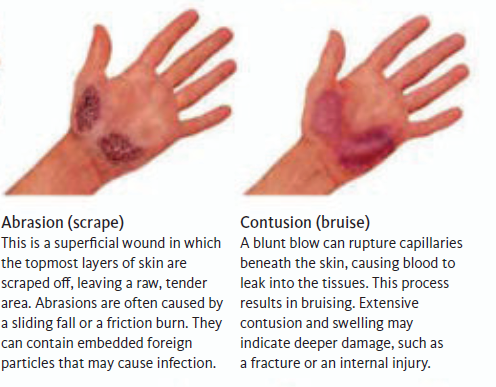 Abrasion (scrape)
This is a superficial wound in which
the topmost layers of skin are
scraped off, leaving a raw, tender
area. Abrasions are often caused by
a sliding fall or a friction burn. They
can contain embedded foreign
particles that may cause infection.
Contusion (bruise)
A blunt blow can rupture capillaries
beneath the skin, causing blood to
leak into the tissues. This process
results in bruising. Extensive
contusion and swelling may
indicate deeper damage, such as
a fracture or an internal injury.